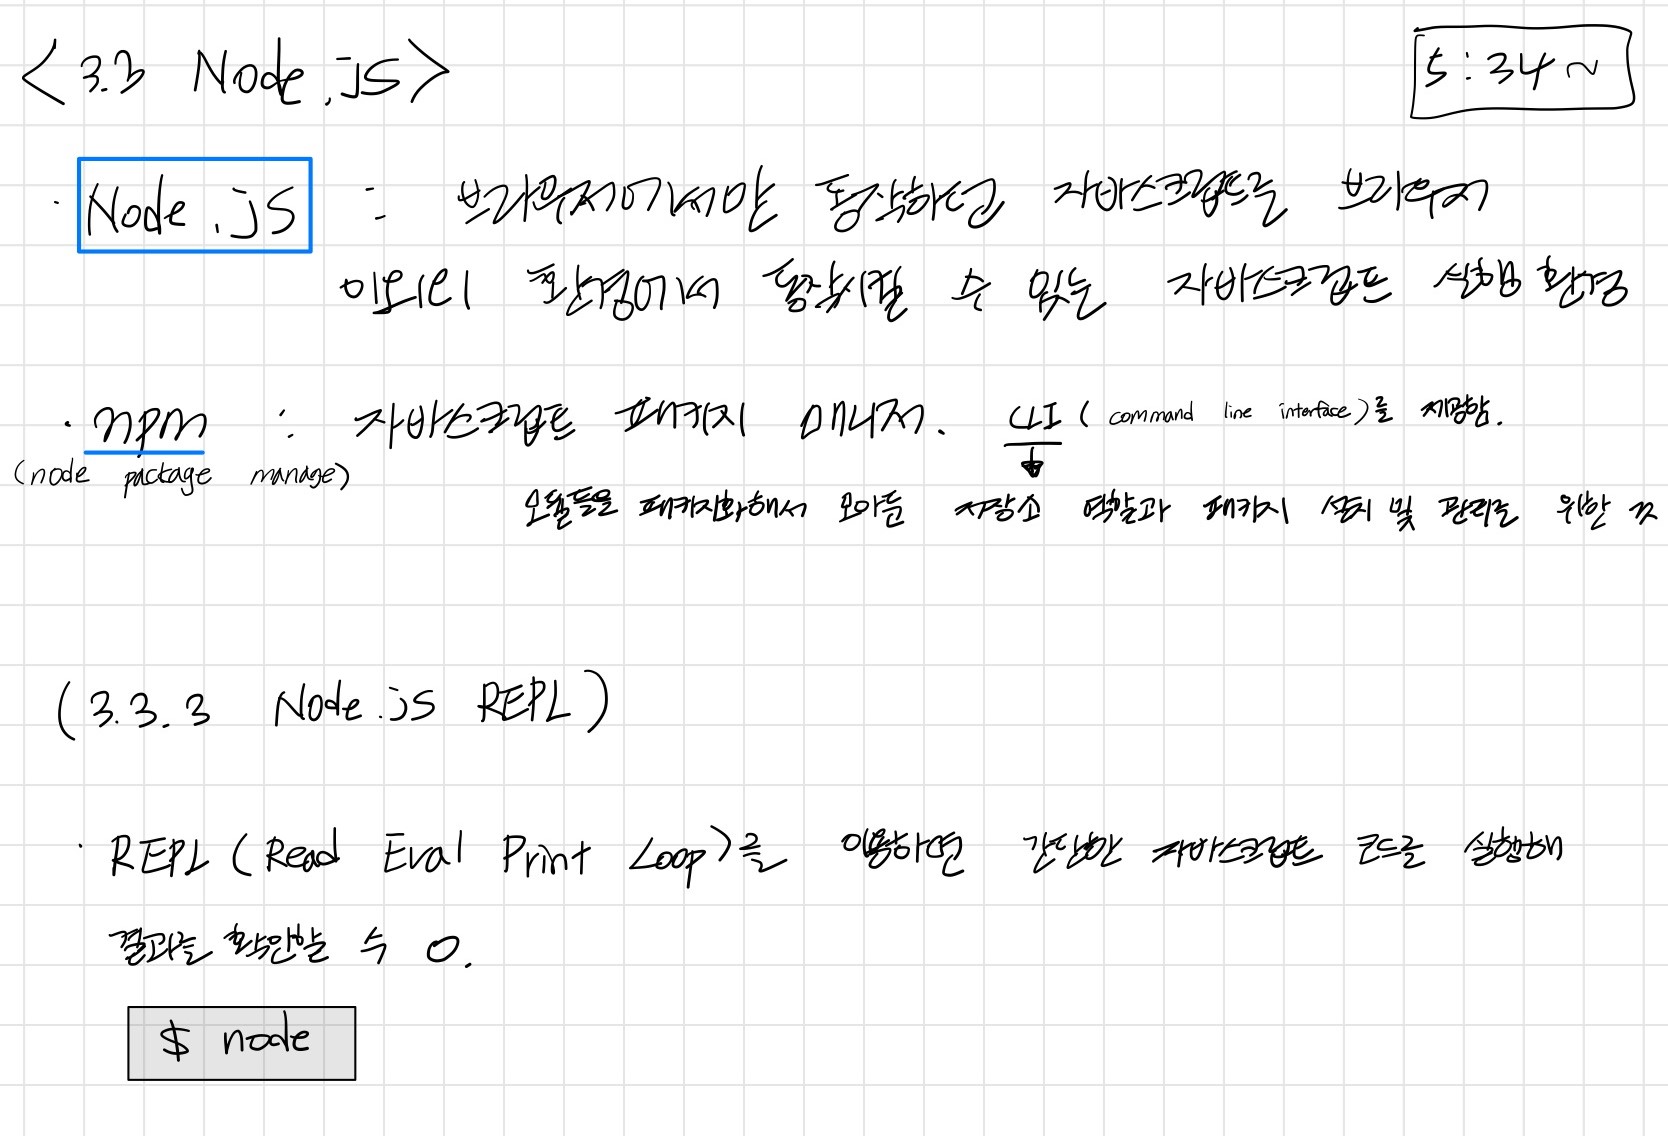 <3.3 Node.js>
5:34~
· Node.js : 브라우저에서만 동작하던 자바스크립트를 브라우저
이외의 환경에서 동작시킬 수 있는 자바스크립트 실행 환경
· npm : 자바스크립트 패키지 매니저. CLI (command line interface)를 제공함.
(node package manage)
모듈들을 패키지화해서 모아둔 저장소 역할과 패키지 설치 및 관리를 위한 것
(3.3.3 Node.js REPL)
· REPL (Read Eval Print Loop)를 이용하면 간단한 자바스크립트 코드를 실행해
결과를 확인할 수 O.
$ node